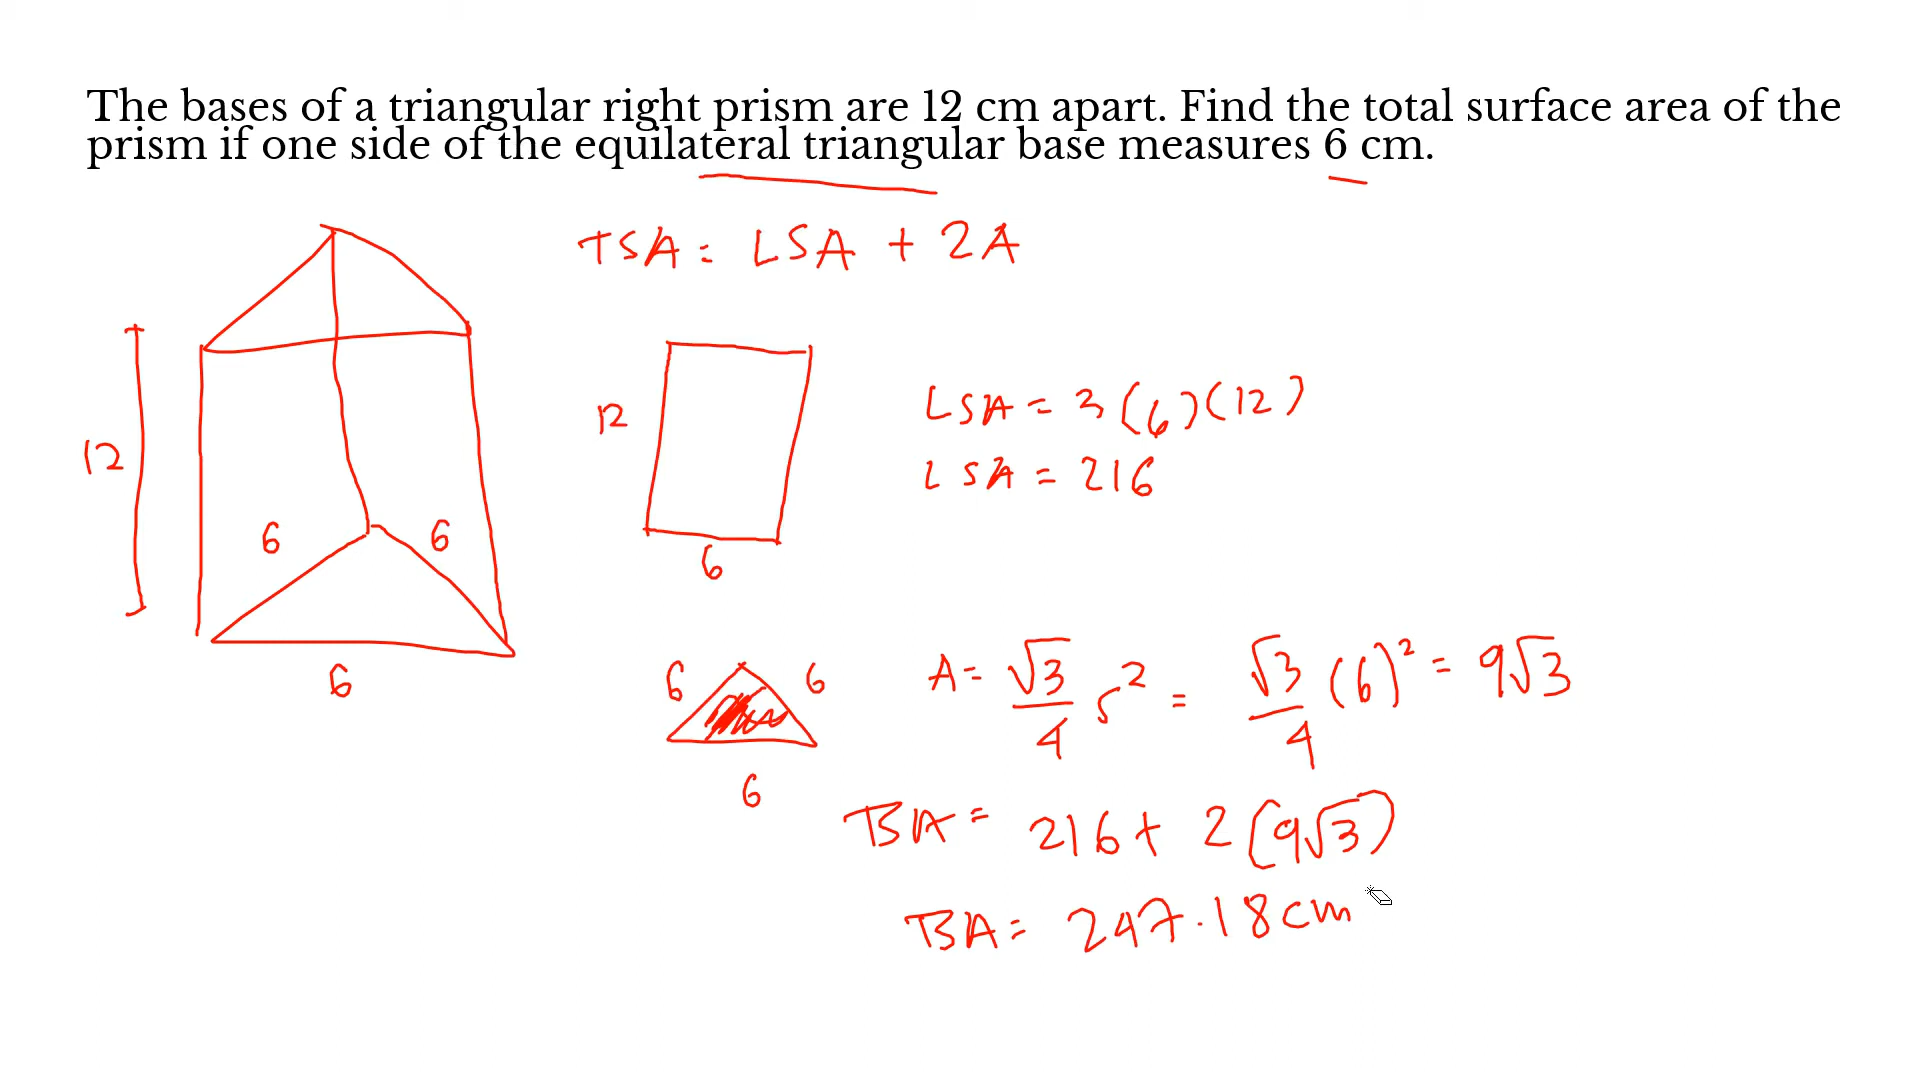 The bases of a triangular right prism are 12 cm apart. Find the total surface area of the
prism if one side of the equilateral triangular base measures 6 cm.
TSA = LSA + 2A
12
6
6
6
12
6
LSA = 3(6)(12)
LSA = 216
6
6
6
A = √3/4 s² = √3/4 (6)² = 9√3
TSA = 216 + 2(9√3)
TSA = 247.18 cm